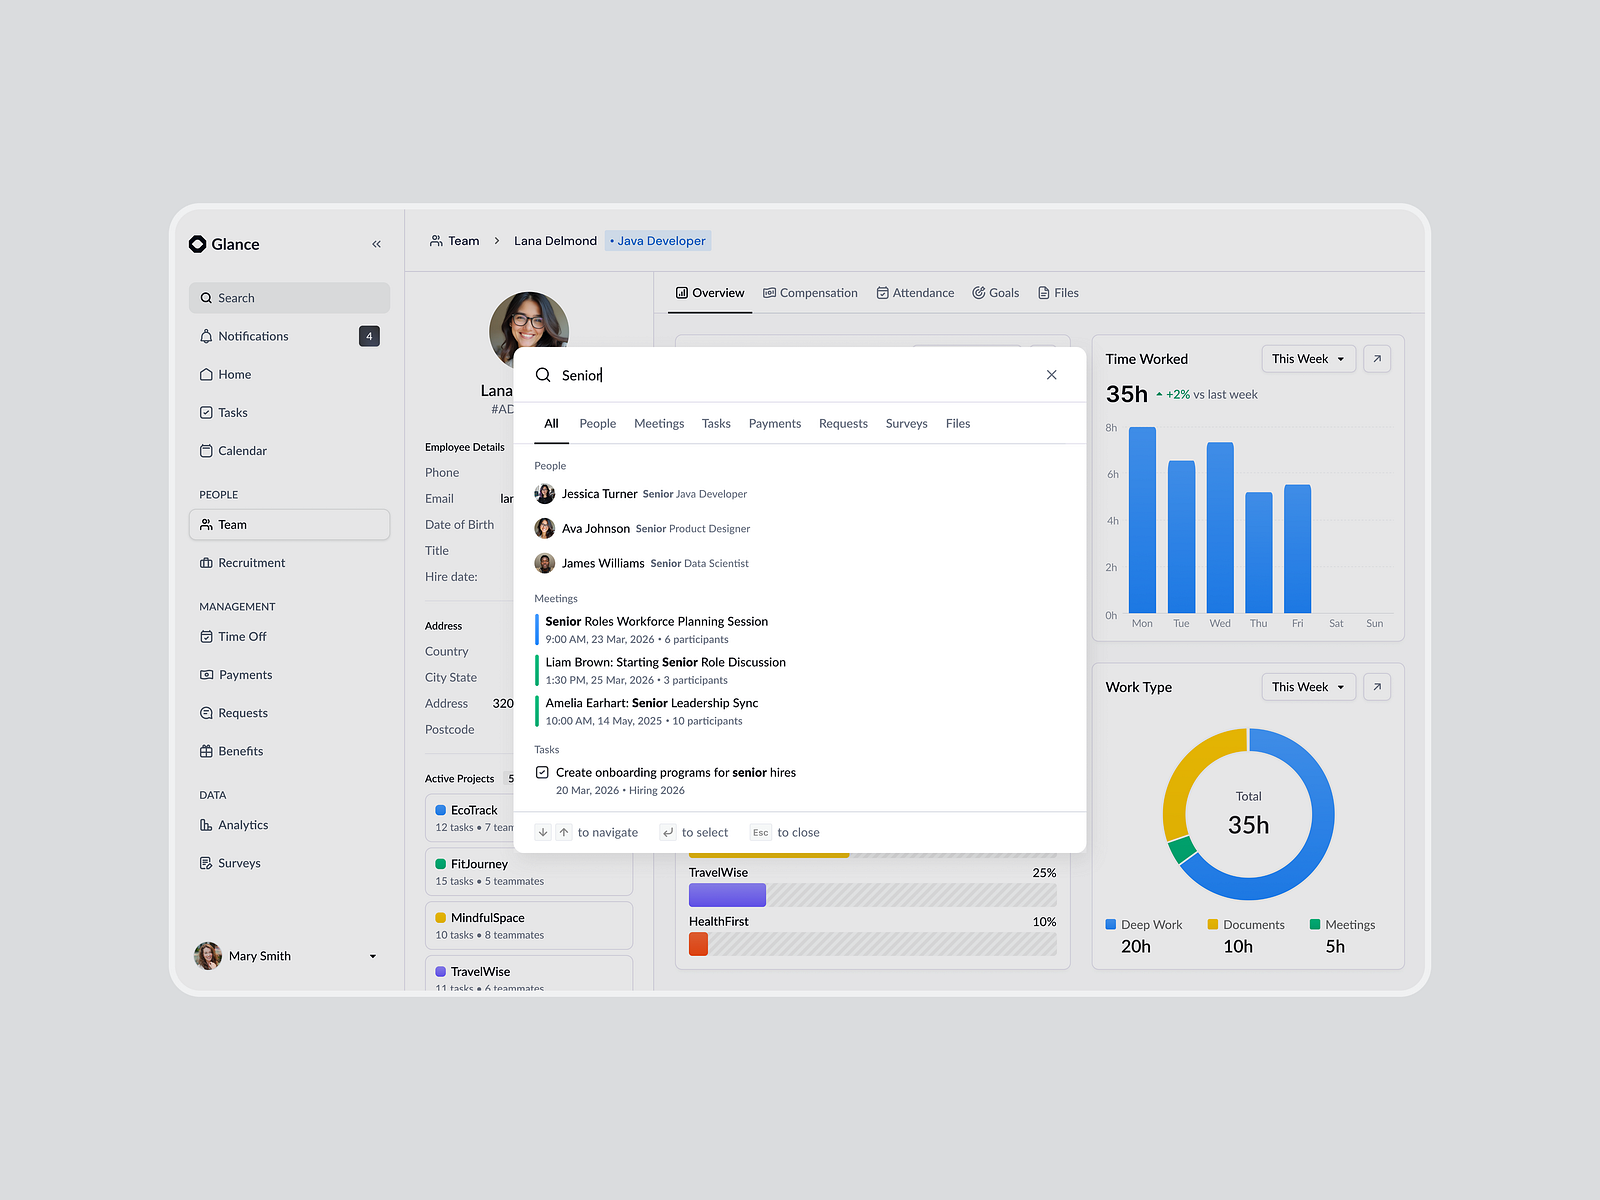 Glance
Search
Notifications
4
Home
Tasks
Calendar
PEOPLE
Team
Recruitment
MANAGEMENT
Time Off
Payments
Requests
Benefits
DATA
Analytics
Surveys
Mary Smith
Team > Lana Delmond • Java Developer
Lana
#AD
Employee Details
Phone
Email
Date of Birth
Title
Hire date:
Address
Country
City State
Address 320
Postcode
Active Projects 5
EcoTrack
12 tasks • 7 team
FitJourney
15 tasks • 5 teammates
MindfulSpace
10 tasks • 8 teammates
TravelWise
11 tasks • 6 teammates
Overview Compensation Attendance Goals Files
Senior
All People Meetings Tasks Payments Requests Surveys Files
People
Jessica Turner Senior Java Developer
Ava Johnson Senior Product Designer
James Williams Senior Data Scientist
Meetings
Senior Roles Workforce Planning Session
9:00 AM, 23 Mar, 2026 • 6 participants
Liam Brown: Starting Senior Role Discussion
1:30 PM, 25 Mar, 2026 • 3 participants
Amelia Earhart: Senior Leadership Sync
10:00 AM, 14 May, 2025 • 10 participants
Tasks
Create onboarding programs for senior hires
20 Mar, 2026 • Hiring 2026
to navigate to select Esc to close
TravelWise 25%
HealthFirst 10%
Time Worked This Week
35h +2% vs last week
8h
6h
4h
2h
0h
Mon Tue Wed Thu Fri Sat Sun
Work Type This Week
Total
35h
Deep Work Documents Meetings
20h 10h 5h